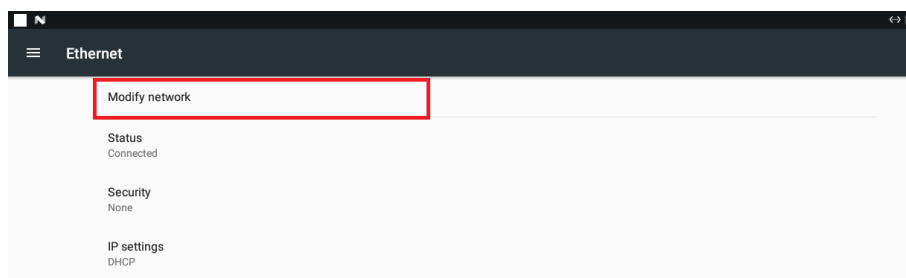 Ethernet
Modify network
Status
Connected
Security
None
IP settings
DHCP